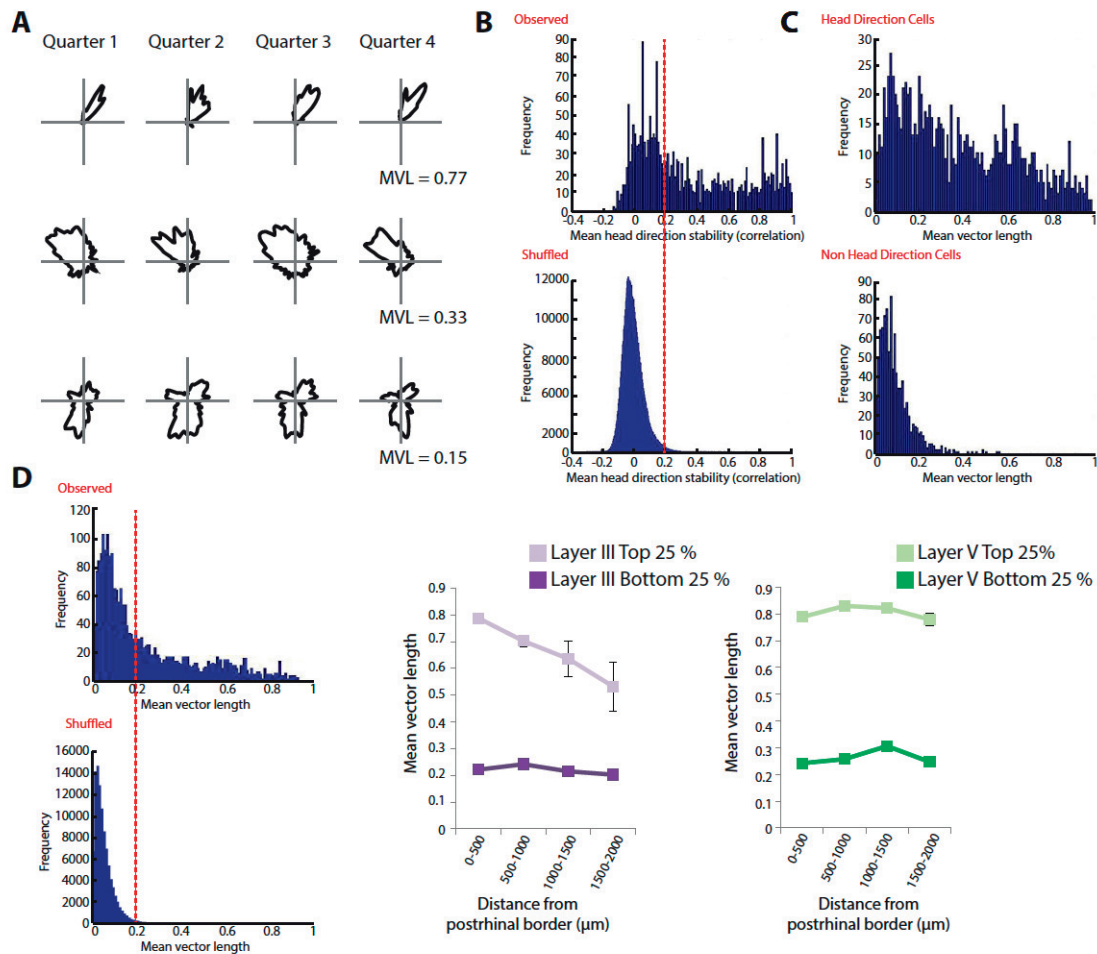 A
Quarter 1
Quarter 2
Quarter 3
Quarter 4
MVL = 0.77
MVL = 0.33
MVL = 0.15
B
Observed
Frequency
90
80
70
60
50
40
30
20
10
0
-0.4 -0.2 0 0.2 0.4 0.6 0.8 1
Mean head direction stability (correlation)
Shuffled
Frequency
12000
10000
8000
6000
4000
2000
0
-0.4 -0.2 0 0.2 0.4 0.6 0.8 1
Mean head direction stability (correlation)
C
Head Direction Cells
Frequency
30
25
20
15
10
5
0
0 0.2 0.4 0.6 0.8 1
Mean vector length
Non Head Direction Cells
Frequency
90
80
70
60
50
40
30
20
10
0
0 0.2 0.4 0.6 0.8 1
Mean vector length
D
Observed
Frequency
120
100
80
60
40
20
0
0 0.2 0.4 0.6 0.8 1
Mean vector length
Shuffled
Frequency
16000
14000
12000
10000
8000
6000
4000
2000
0
0 0.2 0.4 0.6 0.8 1
Mean vector length
Layer III Top 25 %
Layer III Bottom 25 %
Mean vector length
0.9
0.8
0.7
0.6
0.5
0.4
0.3
0.2
0.1
0
0-500
500-1000
1000-1500
1500-2000
Distance from
postrhinal border (μm)
Layer V Top 25%
Layer V Bottom 25 %
Mean vector length
0.9
0.8
0.7
0.6
0.5
0.4
0.3
0.2
0.1
0
0-500
500-1000
1000-1500
1500-2000
Distance from
postrhinal border (μm)